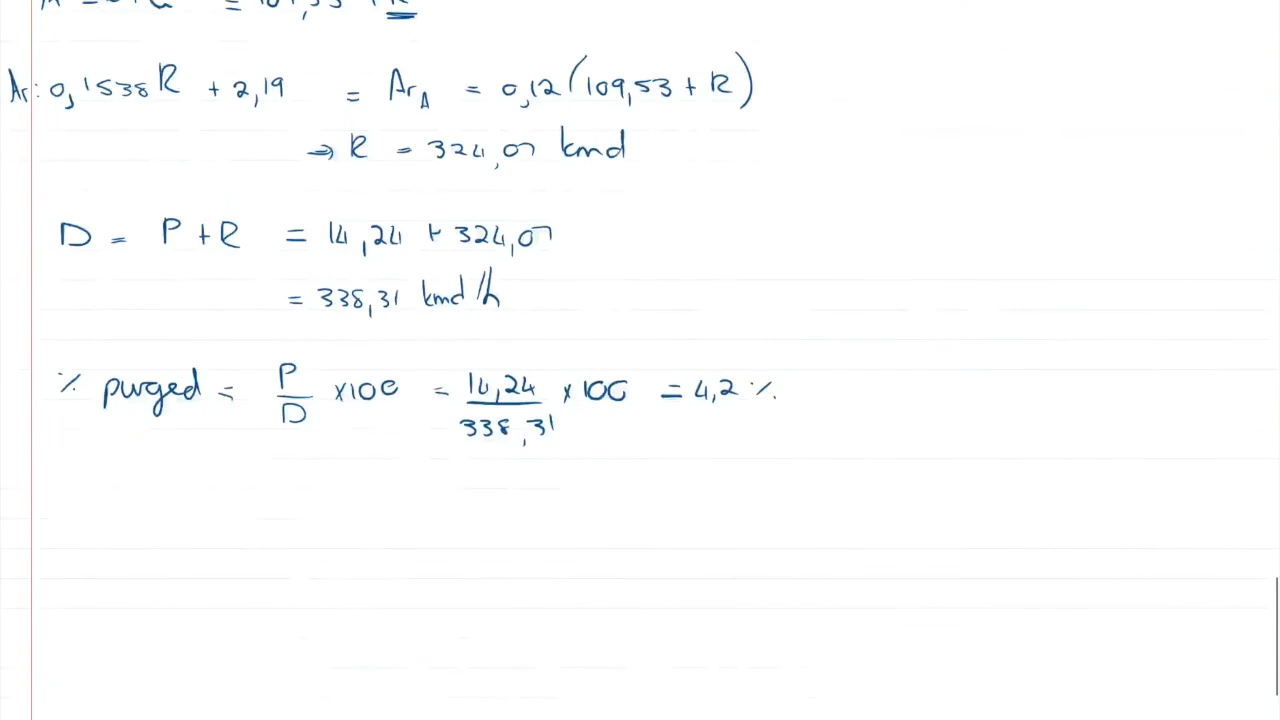 Ar: 0,1538R + 2,19 = Ar_A = 0,12(109,53 + R)
⇒ R = 324,07 kmol
D = P + R = 14,24 + 324,07
= 338,31 kmol/h
% purged = P/D ×100 = 14,24/338,31 × 100 = 4,2 %